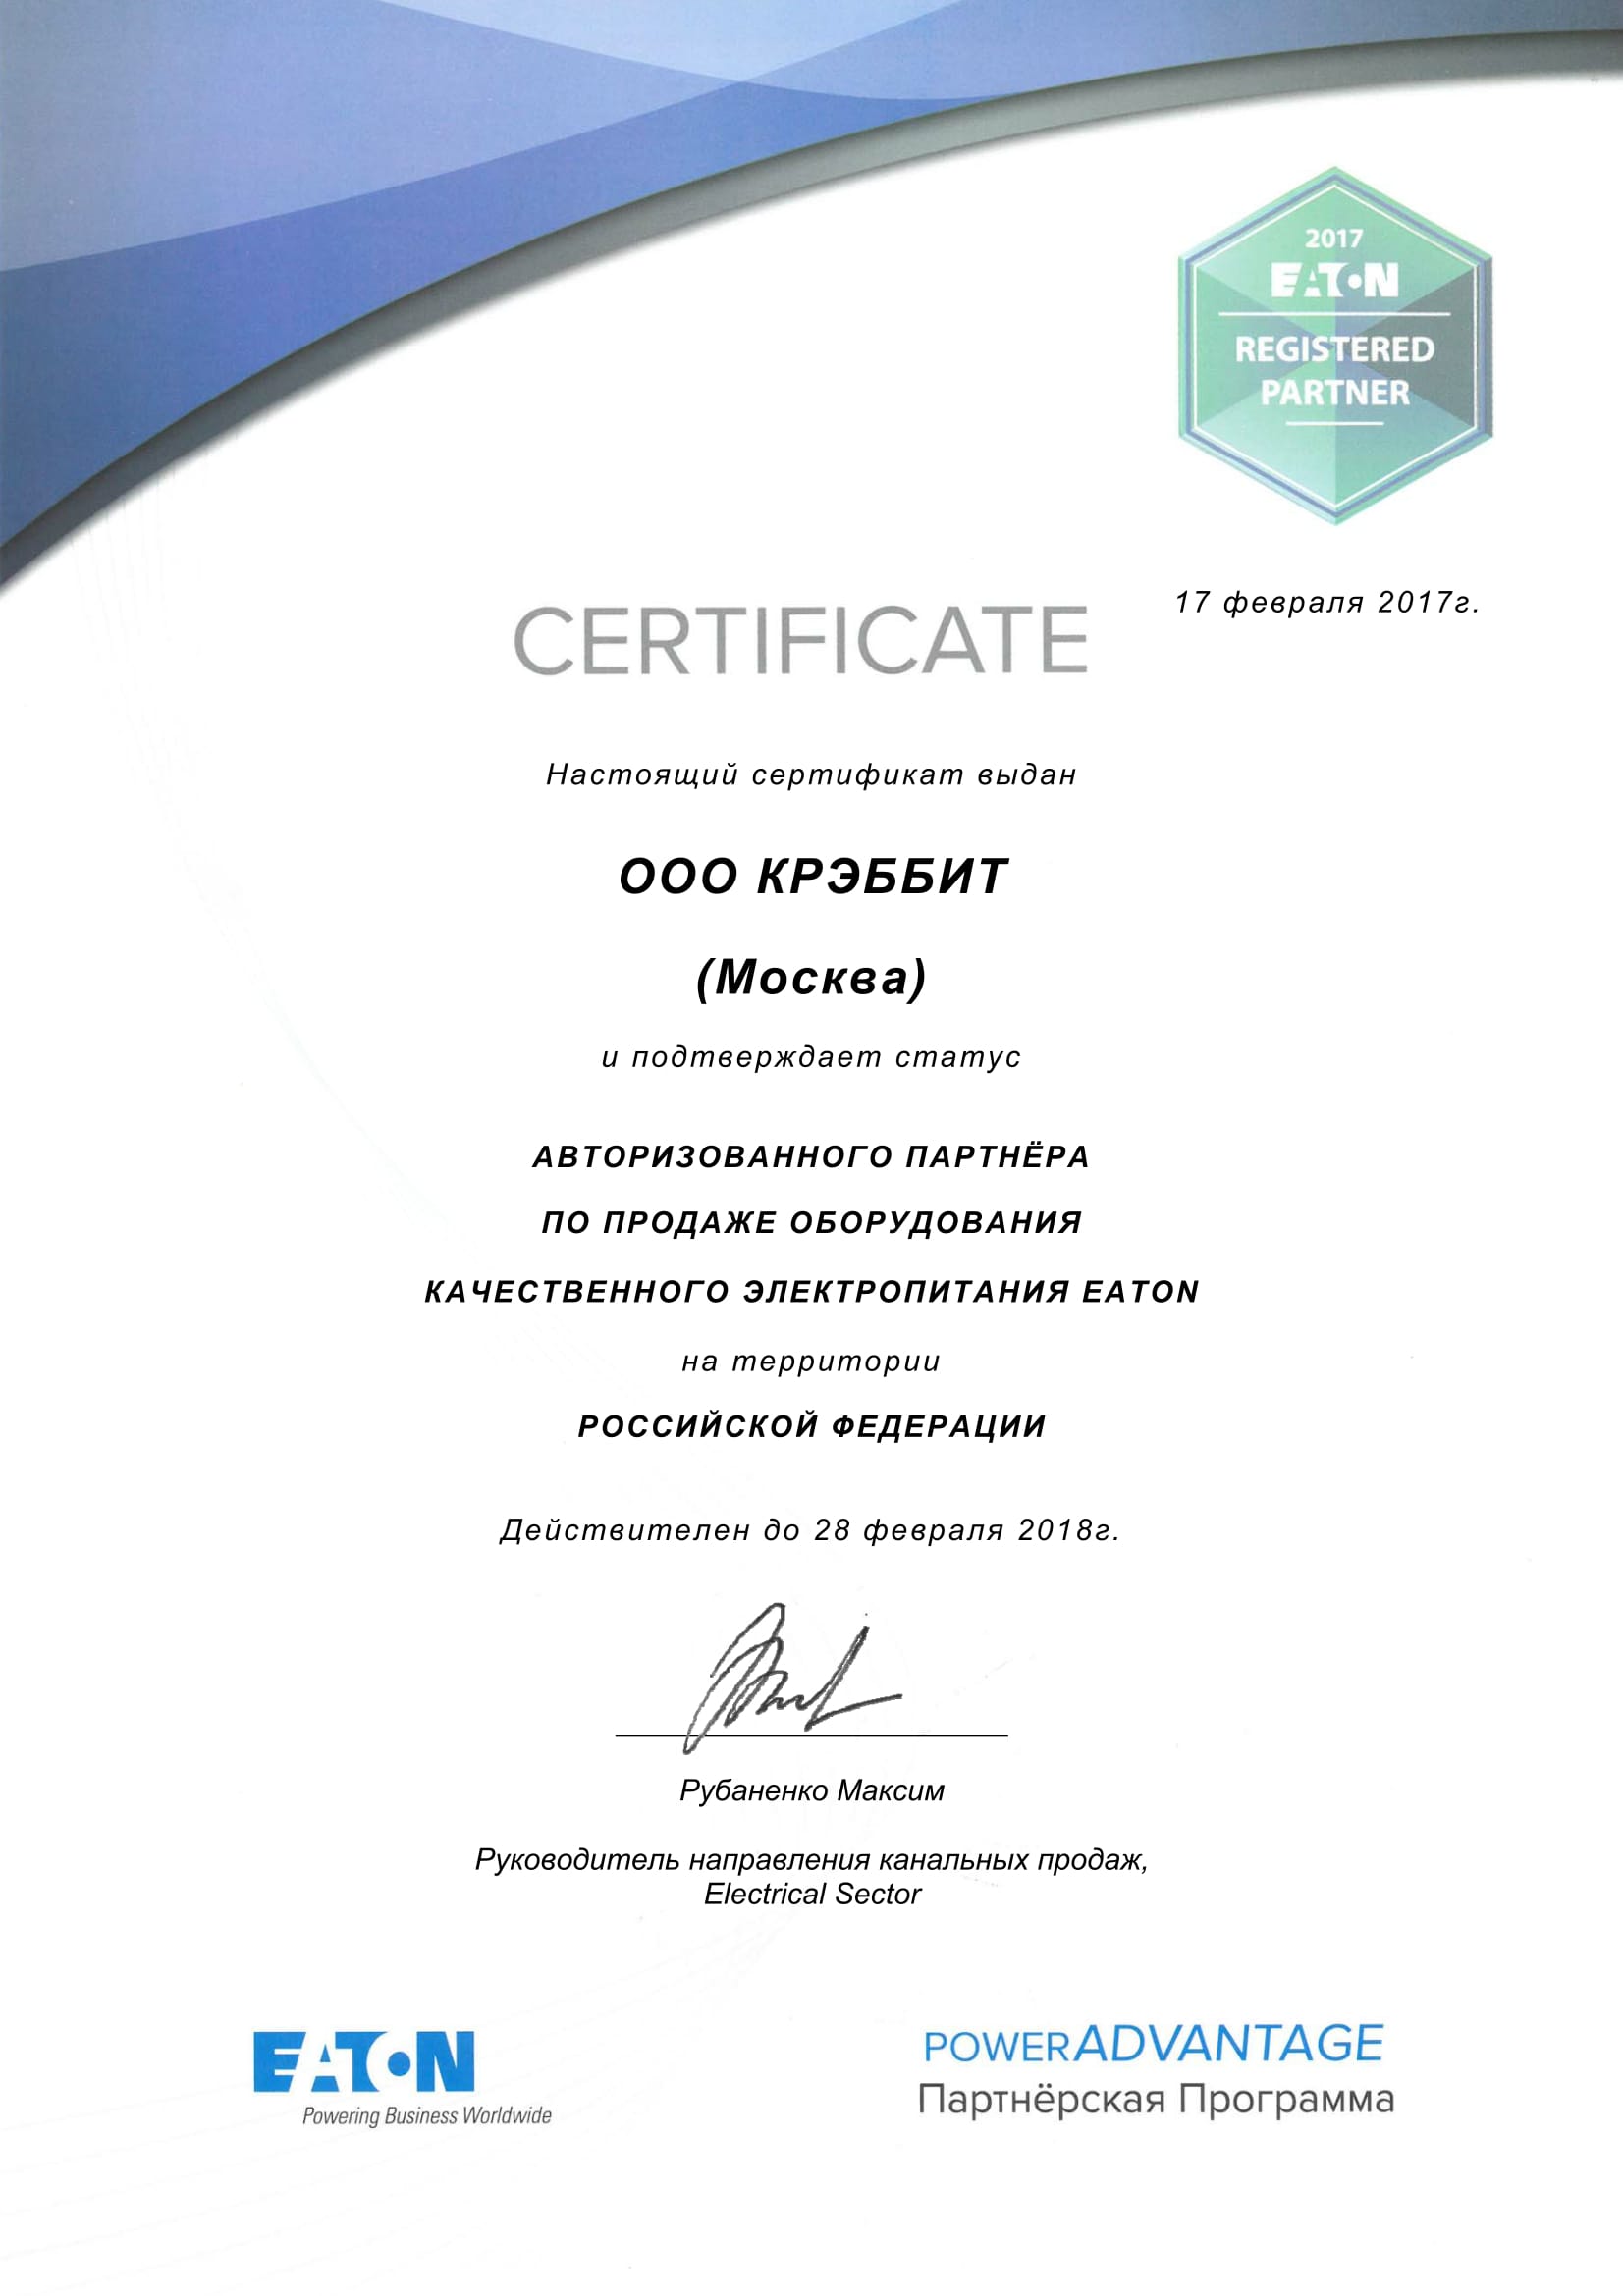 2017
EATON
REGISTERED
PARTNER
17 февраля 2017г.
CERTIFICATE
Настоящий сертификат выдан
ООО КРЭББИТ
(Москва)
и подтверждает статус
АВТОРИЗОВАННОГО ПАРТНЁРА
ПО ПРОДАЖЕ ОБОРУДОВАНИЯ
КАЧЕСТВЕННОГО ЭЛЕКТРОПИТАНИЯ EATON
на территории
РОССИЙСКОЙ ФЕДЕРАЦИИ
Действителен до 28 февраля 2018г.
Рубаненко Максим
Руководитель направления канальных продаж,
Electrical Sector
EATON
Powering Business Worldwide
POWERADVANTAGE
Партнёрская Программа